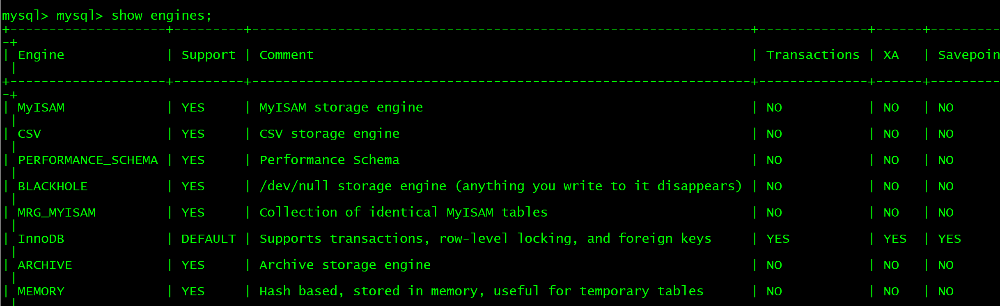 mysql> mysql> show engines;
+--------------------+---------+----------------------------------------------------------------+--------------+------+---------
-+
| Engine             | Support | Comment                                                        | Transactions | XA   | Savepoin
 |
+--------------------+---------+----------------------------------------------------------------+--------------+------+---------
-+
| MyISAM             | YES     | MyISAM storage engine                                          | NO           | NO   | NO
 |
| CSV                | YES     | CSV storage engine                                             | NO           | NO   | NO
 |
| PERFORMANCE_SCHEMA | YES     | Performance Schema                                             | NO           | NO   | NO
 |
| BLACKHOLE          | YES     | /dev/null storage engine (anything you write to it disappears) | NO           | NO   | NO
 |
| MRG_MYISAM         | YES     | Collection of identical MyISAM tables                          | NO           | NO   | NO
 |
| InnoDB             | DEFAULT | Supports transactions, row-level locking, and foreign keys     | YES          | YES  | YES
 |
| ARCHIVE            | YES     | Archive storage engine                                         | NO           | NO   | NO
 |
| MEMORY             | YES     | Hash based, stored in memory, useful for temporary tables      | NO           | NO   | NO
 |